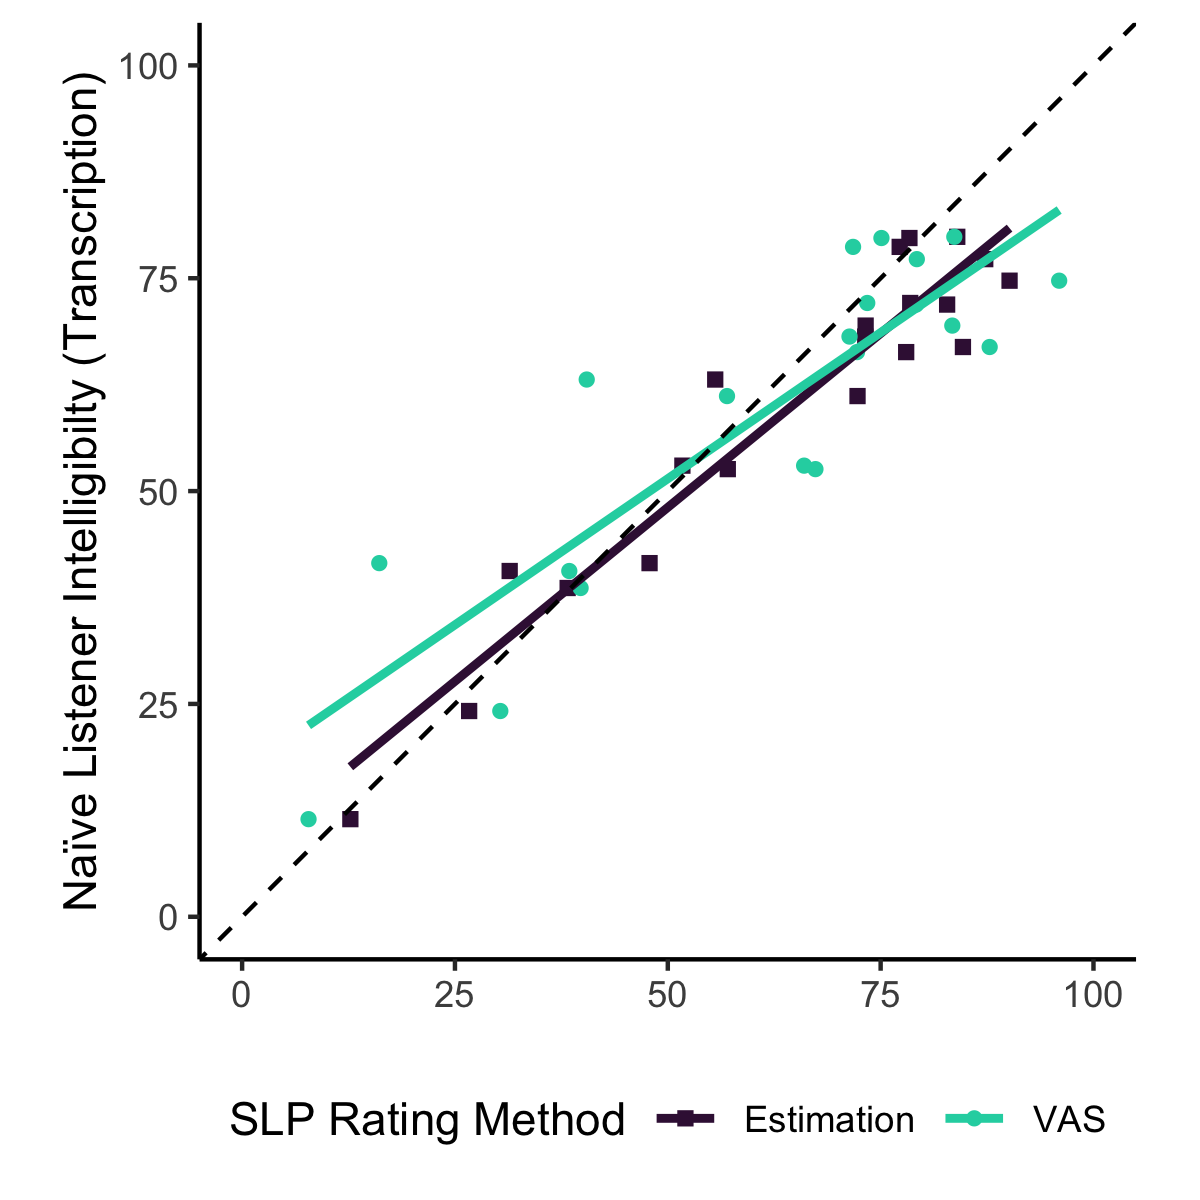 Naïve Listener Intelligibilty (Transcription)
100
75
50
25
0
0 25 50 75 100
SLP Rating Method Estimation VAS